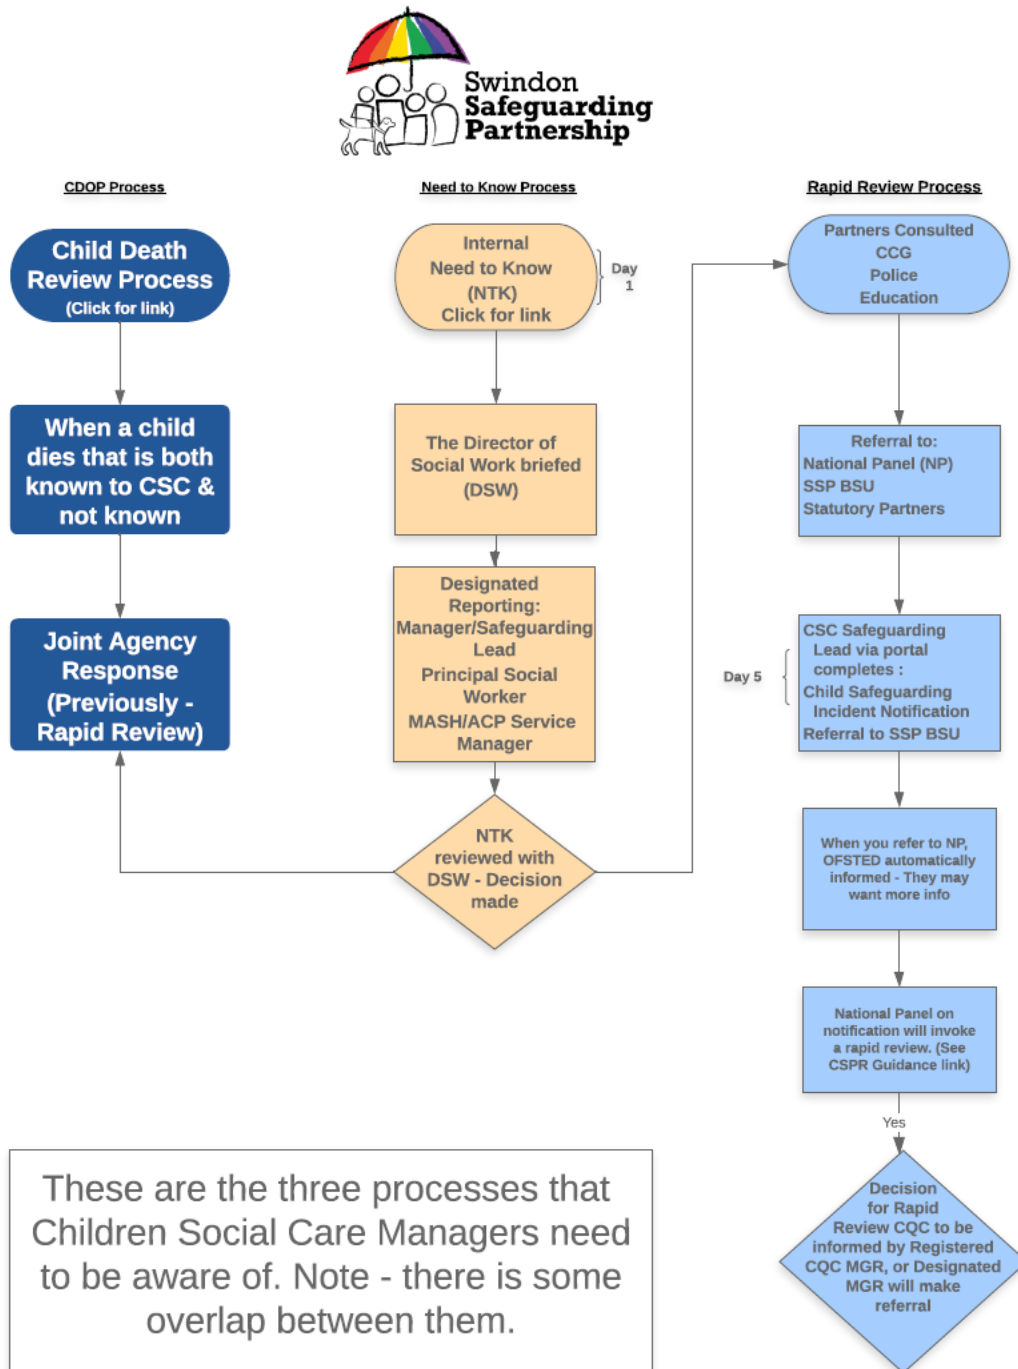 Swindon
Safeguarding
Partnership
CDOP Process
Child Death
Review Process
(Click for link)
When a child
dies that is both
known to CSC &
not known
Joint Agency
Response
(Previously -
Rapid Review)
Need to Know Process
Internal
Need to Know
(NTK)
Click for link
Day
1
The Director of
Social Work briefed
(DSW)
Designated
Reporting:
Manager/Safeguarding
Lead
Principal Social
Worker
MASH/ACP Service
Manager
NTK
reviewed with
DSW - Decision
made
Rapid Review Process
Partners Consulted
CCG
Police
Education
Referral to:
National Panel (NP)
SSP BSU
Statutory Partners
Day 5
CSC Safeguarding
Lead via portal
completes :
Child Safeguarding
Incident Notification
Referral to SSP BSU
When you refer to NP,
OFSTED automatically
informed - They may
want more info
National Panel on
notification will invoke
a rapid review. (See
CSPR Guidance link)
Yes
Decision
for Rapid
Review CQC to be
informed by Registered
CQC MGR, or Designated
MGR will make
referral
These are the three processes that
Children Social Care Managers need
to be aware of. Note - there is some
overlap between them.